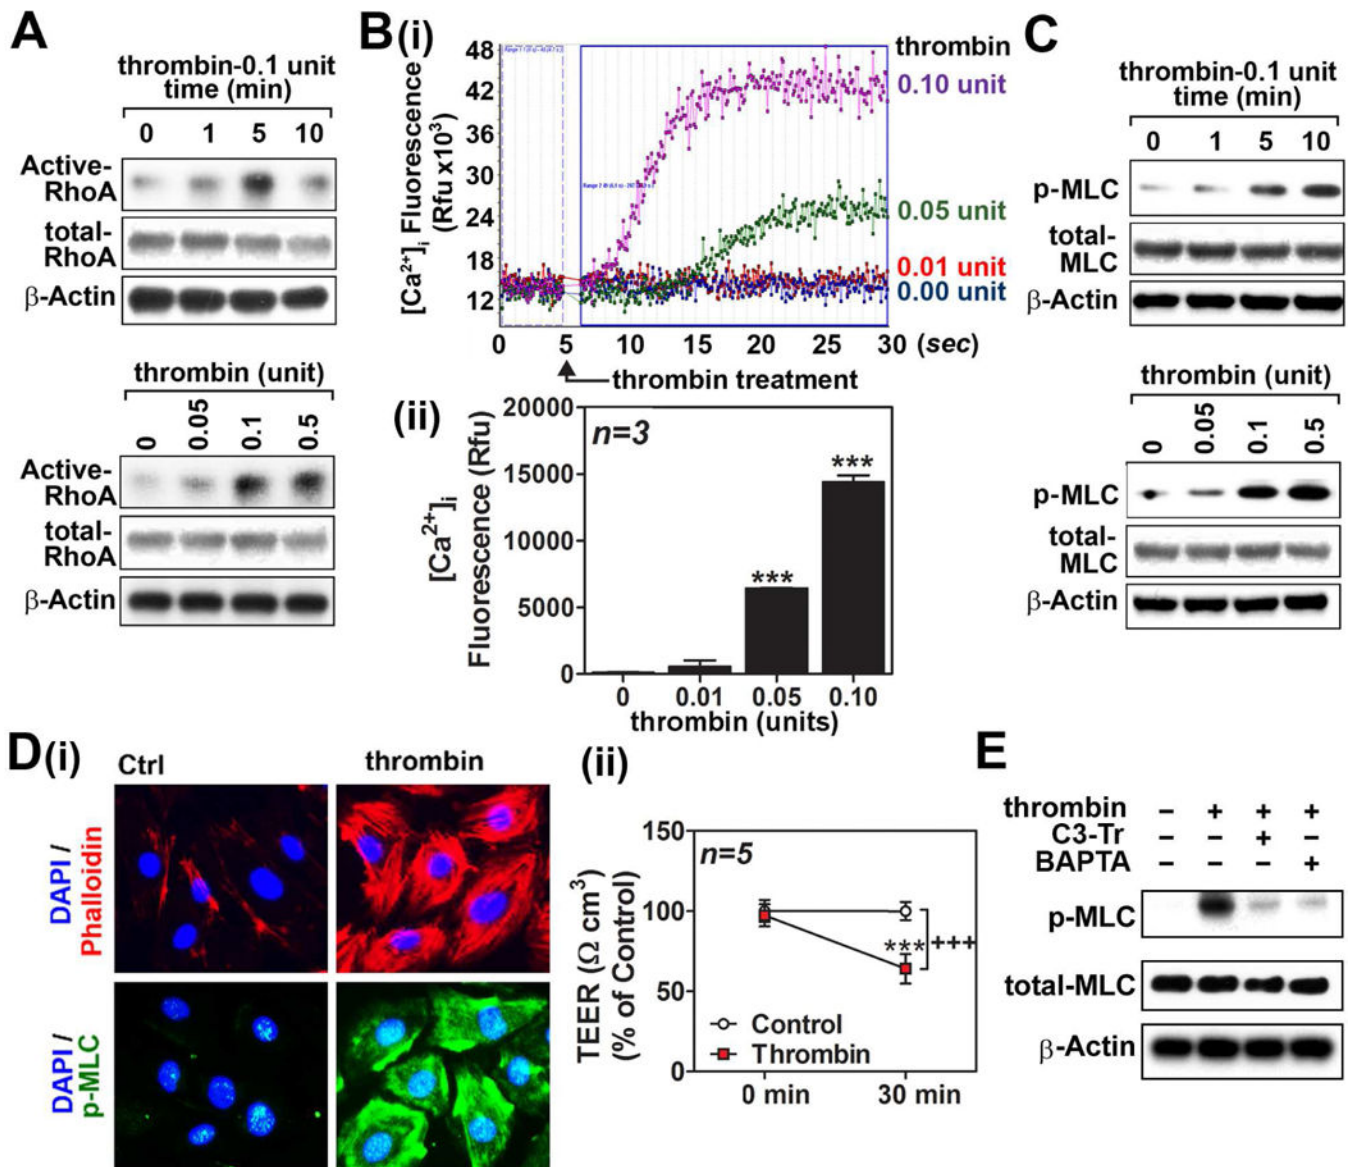 A
thrombin-0.1 unit
time (min)
0 1 5 10
Active-
RhoA
total-
RhoA
β-Actin
thrombin (unit)
0 0.05 0.1 0.5
Active-
RhoA
total-
RhoA
β-Actin
B (i)
[Ca²⁺]ᵢ Fluorescence
(Rfu x10³)
48
42
36
30
24
18
12
0 5 10 15 20 25 30 (sec)
thrombin
0.10 unit
0.05 unit
0.01 unit
0.00 unit
thrombin treatment
(ii)
[Ca²⁺]ᵢ
Fluorescence (Rfu)
20000
15000
10000
5000
0
n=3
***
***
0 0.01 0.05 0.10
thrombin (units)
C
thrombin-0.1 unit
time (min)
0 1 5 10
p-MLC
total-
MLC
β-Actin
thrombin (unit)
0 0.05 0.1 0.5
p-MLC
total-
MLC
β-Actin
D (i)
Ctrl thrombin
DAPI /
Phalloidin
DAPI /
p-MLC
(ii)
TEER (Ω cm³)
(% of Control)
150
100
50
0
n=5
***
+++
Control
Thrombin
0 min 30 min
E
thrombin – + + +
C3-Tr – – + –
BAPTA – – – +
p-MLC
total-MLC
β-Actin